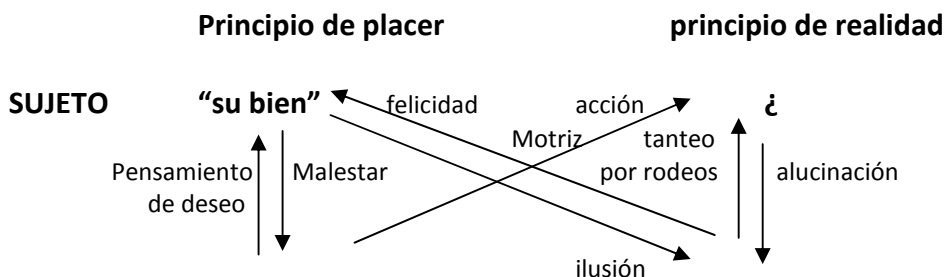 Principio de placer principio de realidad
SUJETO “su bien” felicidad acción ¿
Motriz tanteo
Pensamiento Malestar por rodeos alucinación
de deseo
ilusión